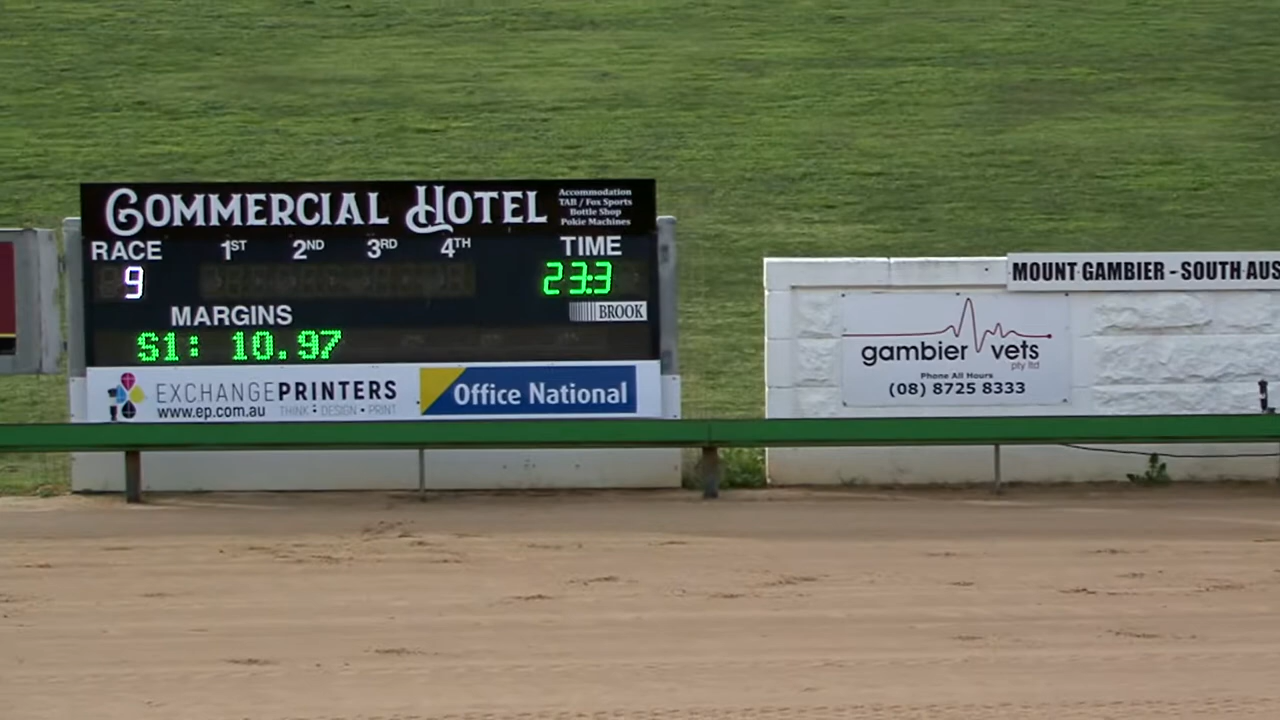 COMMERCIAL HOTEL
Accommodation
TAB / Fox Sports
Bottle Shop
Pokie Machines
RACE 1ST 2ND 3RD 4TH TIME
9 23:3
MARGINS BROOK
S1: 10.97
EXCHANGEPRINTERS
www.ep.com.au THINK : DESIGN • PRINT
Office National
MOUNT GAMBIER - SOUTH AUS
gambier vets
pty ltd
Phone All Hours
(08) 8725 8333